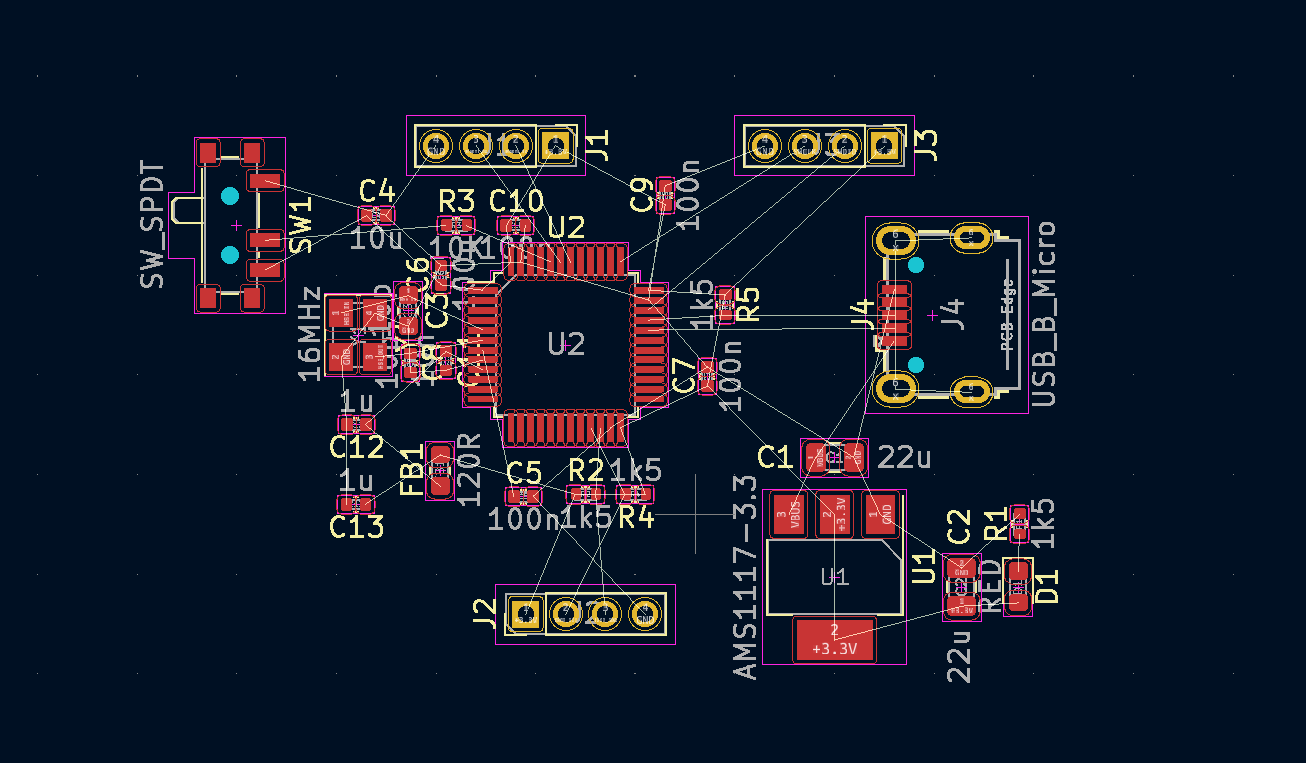 J1
J1
J3
J3
SW_SPDT
SW1
C4
10u
R3
10k
C10
U2
U2
C9
100n
C3
16MHz
1k5
R5
C7
100n
J4
J4
PCB Edge
USB_B_Micro
1u
C12
1u
C13
FB1
120R
C5
100n
R2
1k5
1k5
R4
C1
22u
AMS1117-3.3
3
VBUS
2
+3.3V
1
GND
U1
U1
2
+3.3V
C2
22u
R1
1k5
RED
D1
J2
J2